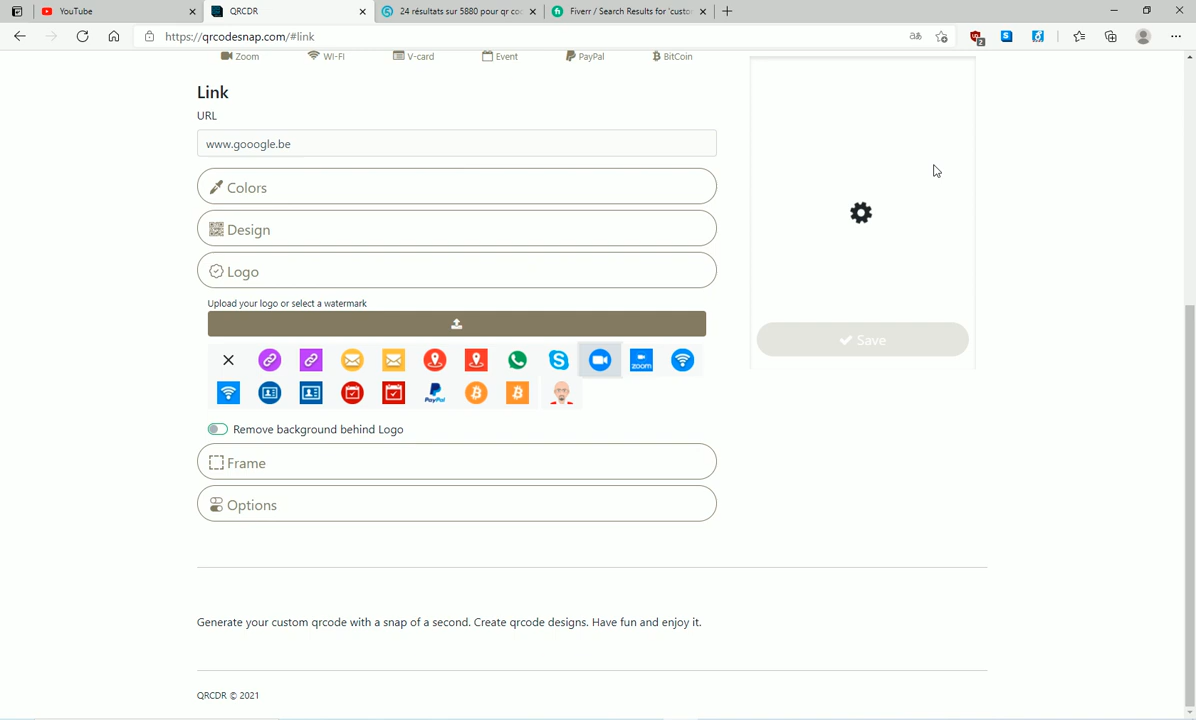 YouTube
QRCDR
24 résultats sur 5880 pour qr co
Fiverr / Search Results for 'custo
https://qrcodesnap.com/#link
Zoom
WI-FI
V-card
Event
PayPal
BitCoin
Link
URL
www.gooogle.be
Colors
Design
Logo
Upload your logo or select a watermark
zoom
PayPal
Remove background behind Logo
Frame
Options
Save
Generate your custom qrcode with a snap of a second. Create qrcode designs. Have fun and enjoy it.
QRCDR © 2021